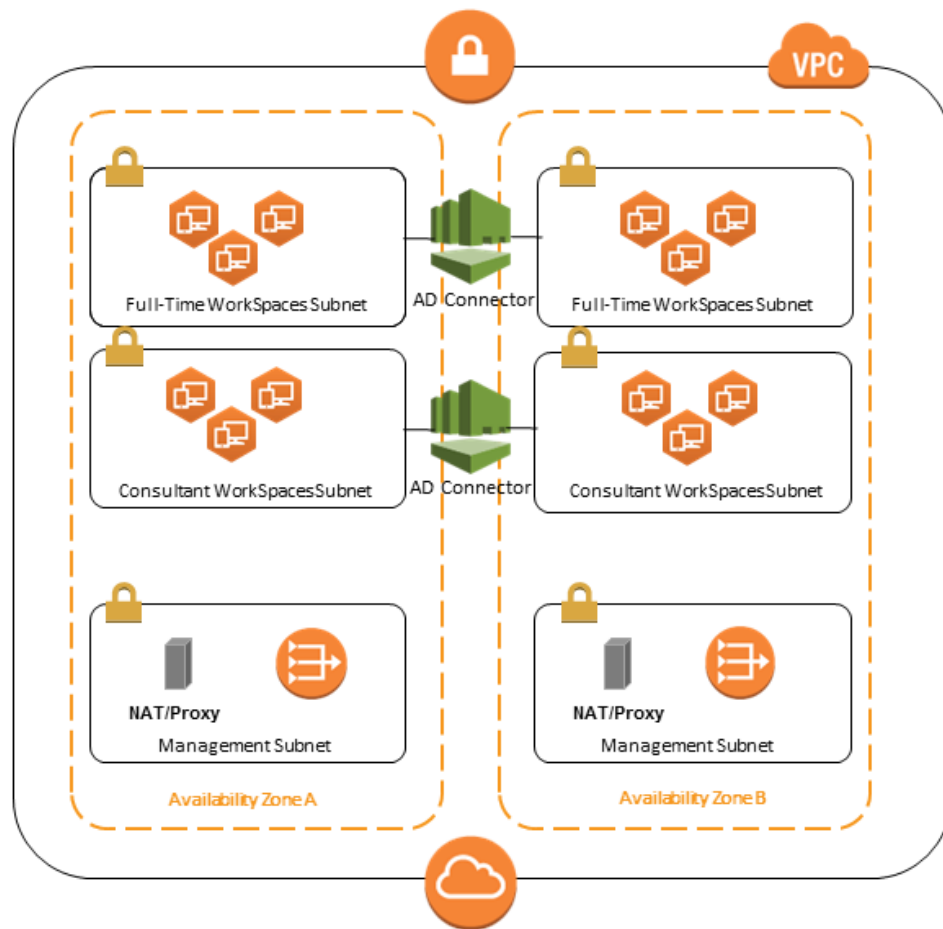 VPC
Full-Time WorkSpaces Subnet
AD Connector
Full-Time WorkSpaces Subnet
Consultant WorkSpacesSubnet
AD Connector
Consultant WorkSpacesSubnet
NAT/Proxy
Management Subnet
NAT/Proxy
Management Subnet
Availability Zone A
Availability Zone B